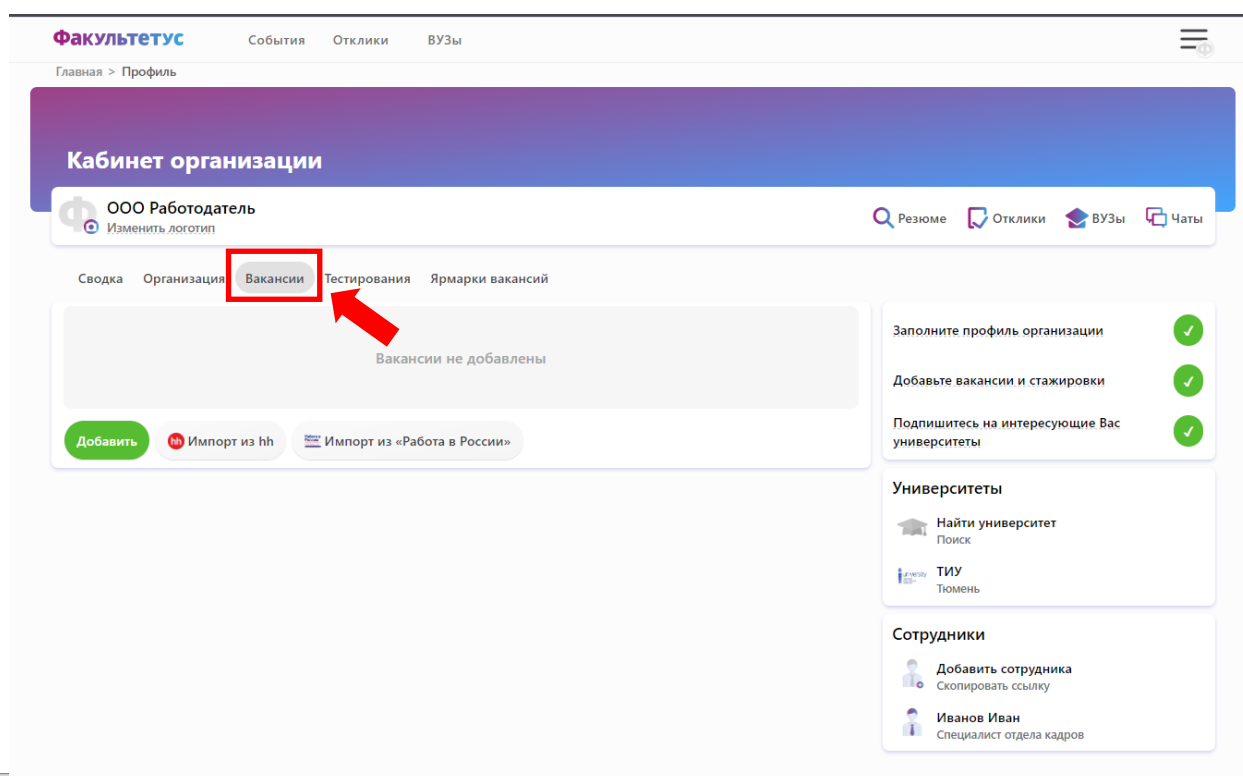 Факультетус
События Отклики ВУЗы
Главная > Профиль
Кабинет организации
ООО Работодатель
Изменить логотип
Резюме Отклики ВУЗы Чаты
Сводка Организация Вакансии Тестирования Ярмарки вакансий
Вакансии не добавлены
Добавить
hh Импорт из hh
Импорт из «Работа в России»
Заполните профиль организации
Добавьте вакансии и стажировки
Подпишитесь на интересующие Вас
университеты
Университеты
Найти университет
Поиск
ТИУ
Тюмень
Сотрудники
Добавить сотрудника
Скопировать ссылку
Иванов Иван
Специалист отдела кадров